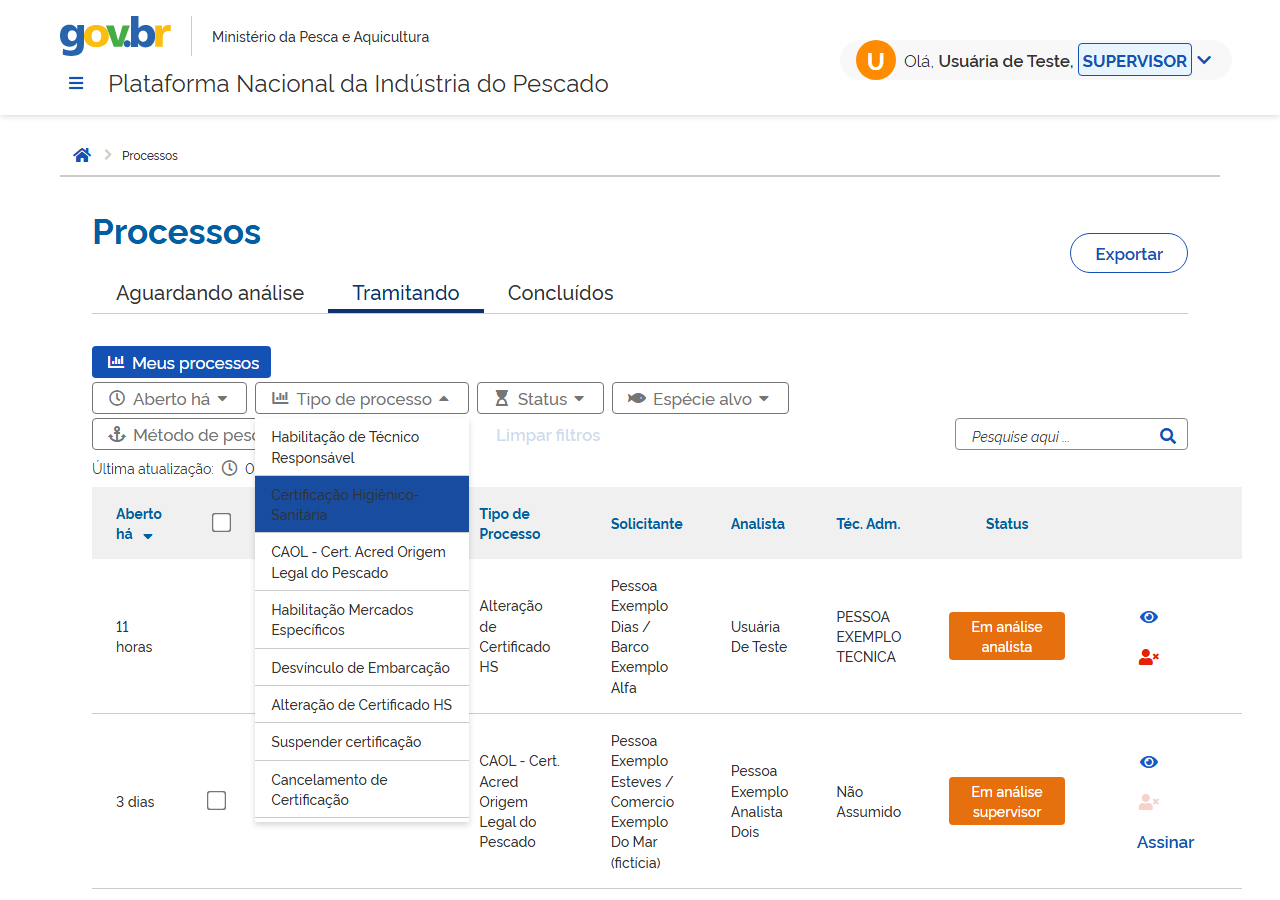 gov.br
Ministério da Pesca e Aquicultura
Plataforma Nacional da Indústria do Pescado
U
Olá, Usuária de Teste, SUPERVISOR
Processos
Processos
Exportar
Aguardando análise
Tramitando
Concluídos
Meus processos
Aberto há
Tipo de processo
Status
Espécie alvo
Método de pesc
Limpar filtros
Pesquise aqui ...
Última atualização: 0
Habilitação de Técnico
Responsável
Certificação Higiênico-
Sanitária
CAOL - Cert. Acred Origem
Legal do Pescado
Habilitação Mercados
Específicos
Desvínculo de Embarcação
Alteração de Certificado HS
Suspender certificação
Cancelamento de
Certificação
Aberto
há
Tipo de
Processo
Solicitante
Analista
Téc. Adm.
Status
11
horas
Alteração
de
Certificado
HS
Pessoa
Exemplo
Dias /
Barco
Exemplo
Alfa
Usuária
De Teste
PESSOA
EXEMPLO
TECNICA
Em análise
analista
3 dias
CAOL - Cert.
Acred
Origem
Legal do
Pescado
Pessoa
Exemplo
Esteves /
Comercio
Exemplo
Do Mar
(fictícia)
Pessoa
Exemplo
Analista
Dois
Não
Assumido
Em análise
supervisor
Assinar